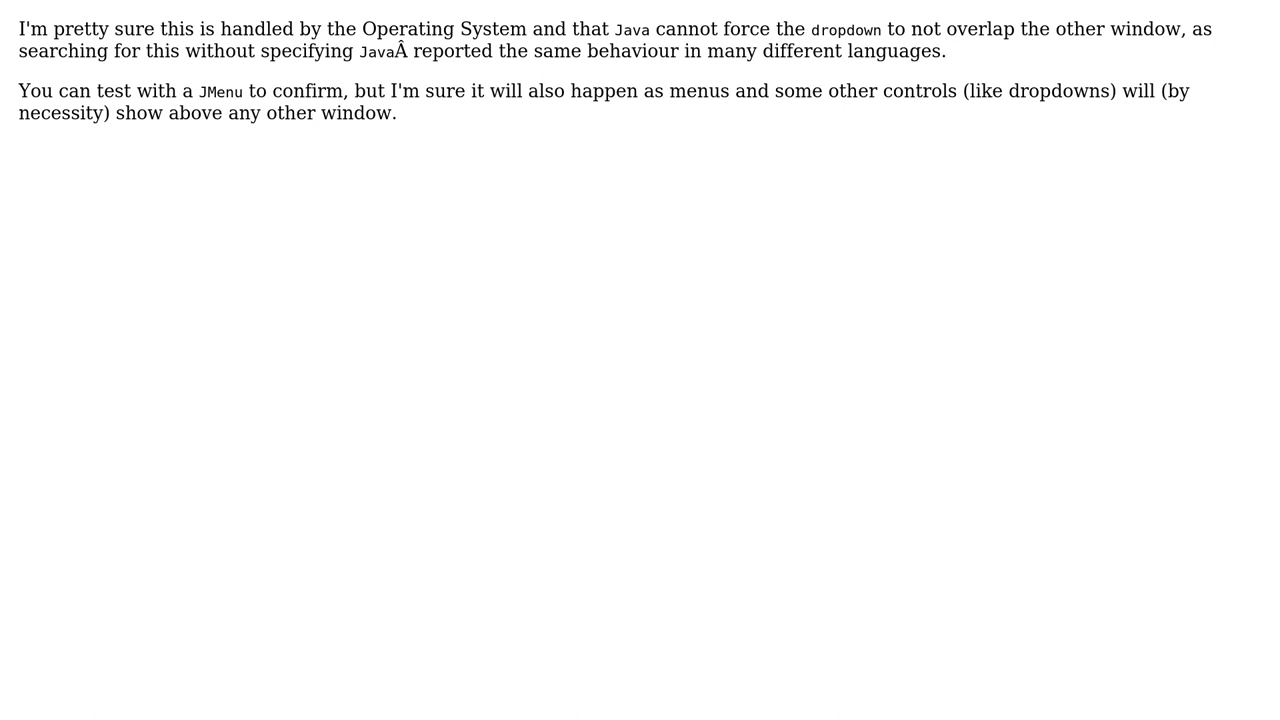 I'm pretty sure this is handled by the Operating System and that Java cannot force the dropdown to not overlap the other window, as
searching for this without specifying JavaÂ reported the same behaviour in many different languages.
You can test with a JMenu to confirm, but I'm sure it will also happen as menus and some other controls (like dropdowns) will (by
necessity) show above any other window.